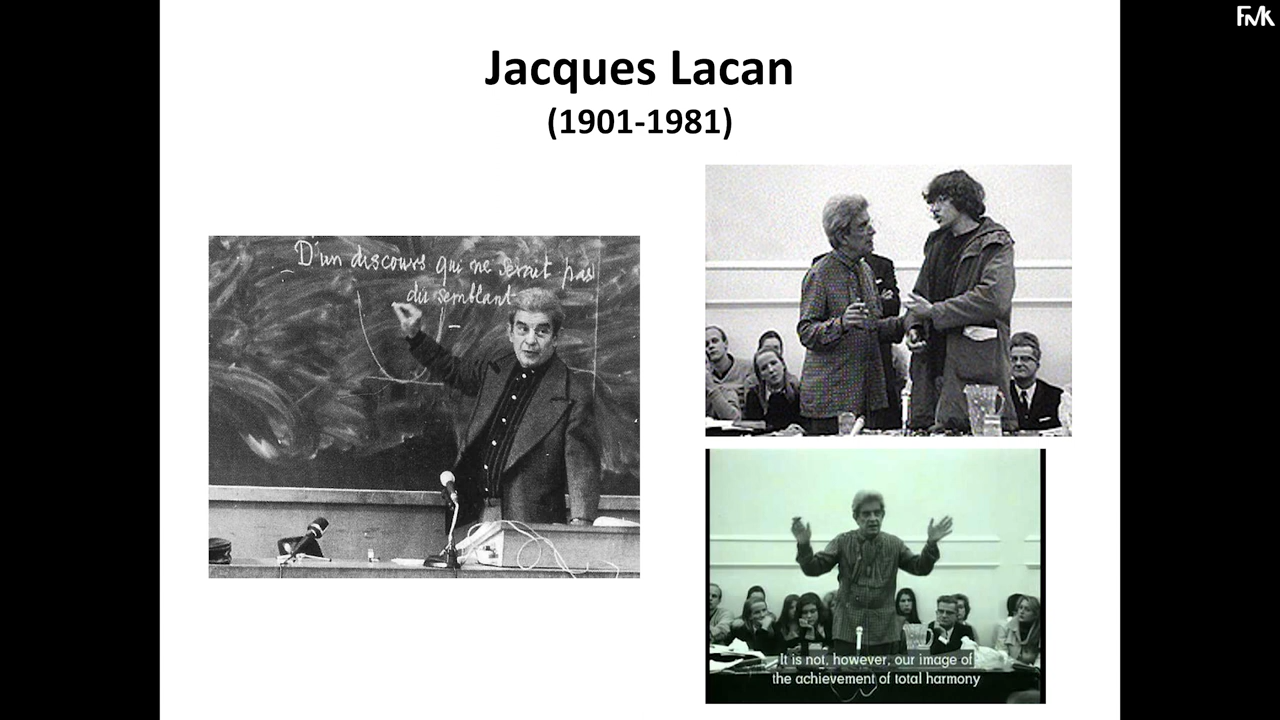 FMK
Jacques Lacan
(1901-1981)
D'un discours qui ne serait pas
du semblant
It is not, however, our image of
the achievement of total harmony